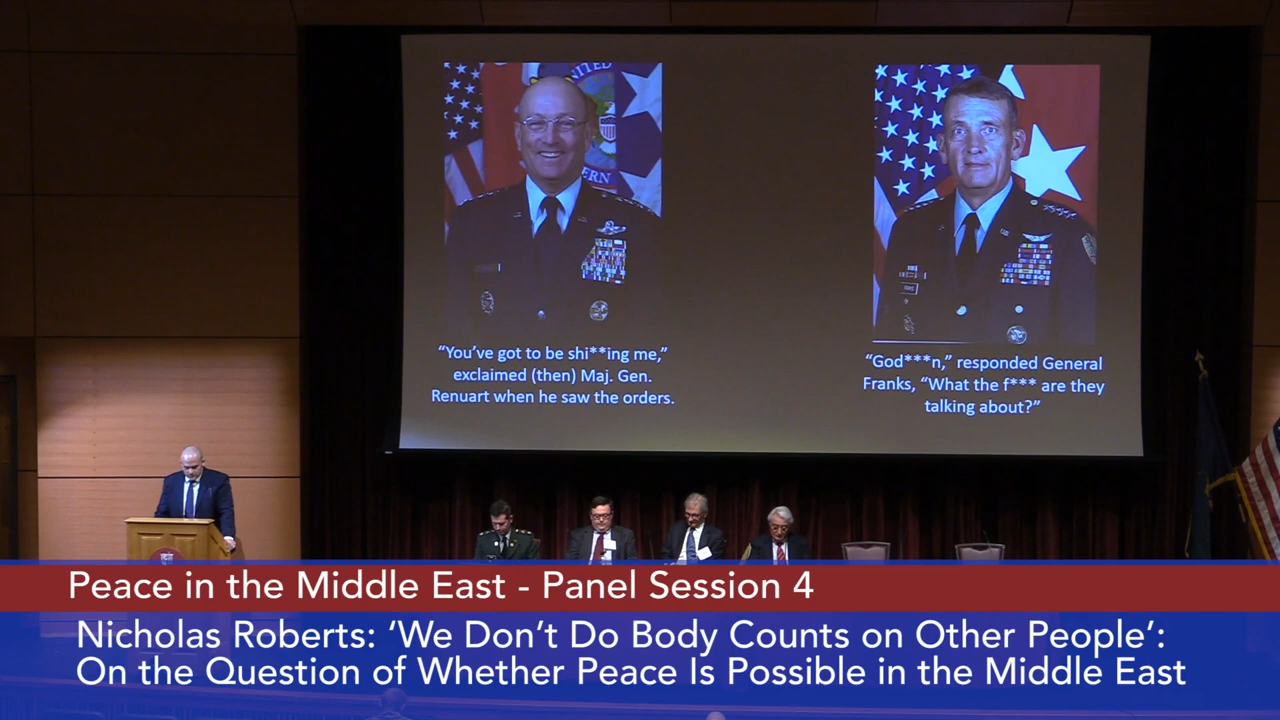 UNITED
ERN
“You’ve got to be shi**ing me,”
exclaimed (then) Maj. Gen.
Renuart when he saw the orders.
“God***n,” responded General
Franks, “What the f*** are they
talking about?”
Peace in the Middle East - Panel Session 4
Nicholas Roberts: ‘We Don’t Do Body Counts on Other People’:
On the Question of Whether Peace Is Possible in the Middle East